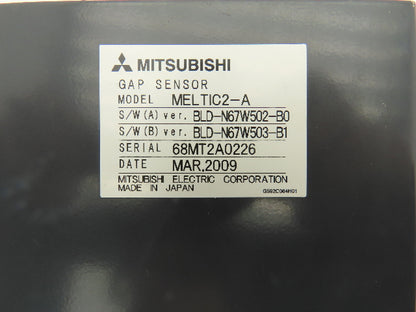 MITSUBISHI
GAP SENSOR
MODEL MELTIC2-A
S/W(A) ver. BLD-N67W502-B0
S/W(B) ver. BLD-N67W503-B1
SERIAL 68MT2A0226
DATE MAR,2009
MITSUBISHI ELECTRIC CORPORATION
MADE IN JAPAN